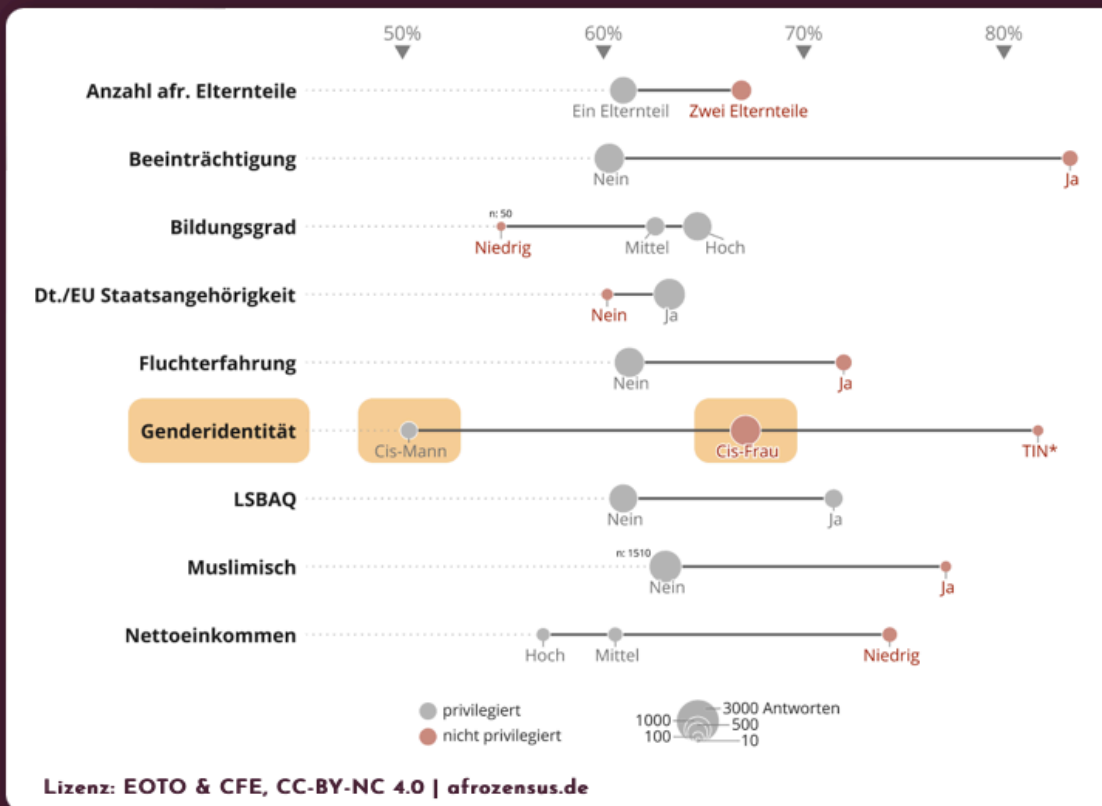 50% 60% 70% 80%
Anzahl afr. Elternteile
Ein Elternteil Zwei Elternteile
Beeinträchtigung
Nein Ja
n: 50
Bildungsgrad
Niedrig Mittel Hoch
Dt./EU Staatsangehörigkeit
Nein Ja
Fluchterfahrung
Nein Ja
Genderidentität
Cis-Mann Cis-Frau TIN*
LSBAQ
Nein Ja
n: 1510
Muslimisch
Nein Ja
Nettoeinkommen
Hoch Mittel Niedrig
privilegiert
nicht privilegiert
3000 Antworten
1000 500
100 10
Lizenz: EOTO & CFE, CC-BY-NC 4.0 | afrozensus.de